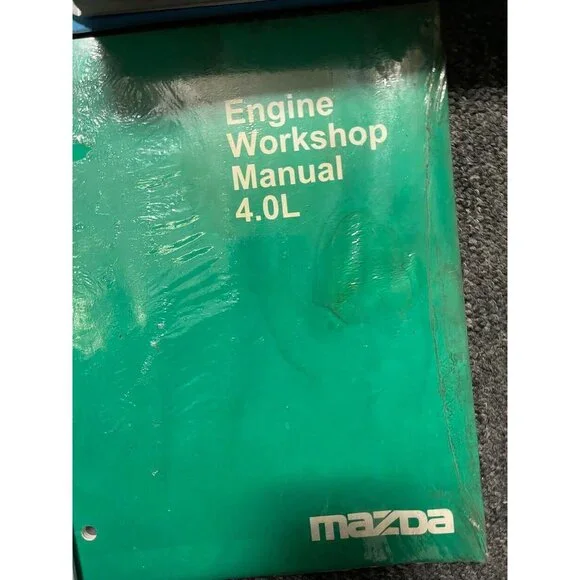 Engine
Workshop
Manual
4.0L
mazda